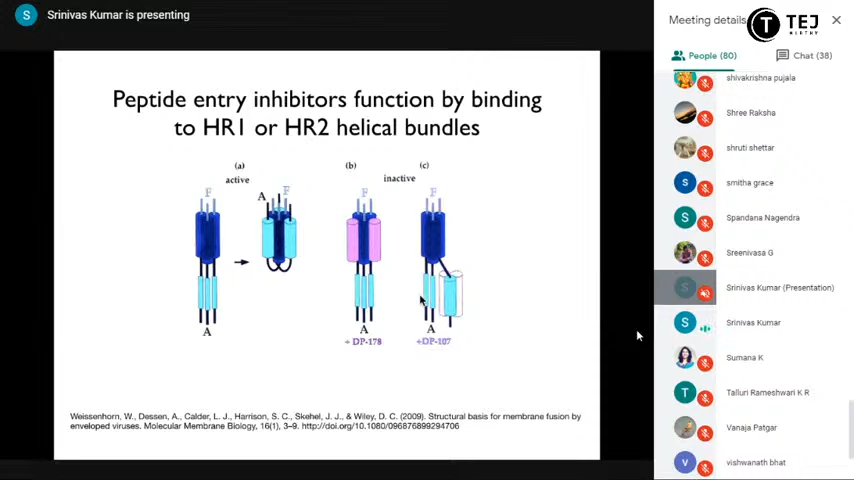 S Srinivas Kumar is presenting
Peptide entry inhibitors function by binding
to HR1 or HR2 helical bundles
(a)
active
(b)
(c)
inactive
F
A
F
F
F
A
A
A
+ DP-178
+DP-107
Weissenhorn, W., Dessen, A., Calder, L. J., Harrison, S. C., Skehel, J. J., & Wiley, D. C. (2009). Structural basis for membrane fusion by
enveloped viruses. Molecular Membrane Biology, 16(1), 3–9. http://doi.org/10.1080/096876899294706
Meeting details
T TEJ
People (80)
Chat (38)
shivakrishna pujala
Shree Raksha
shruti shettar
S smitha grace
S Spandana Nagendra
Sreenivasa G
S Srinivas Kumar (Presentation)
S Srinivas Kumar
Sumana K
T Talluri Rameshwari K R
Vanaja Patgar
V vishwanath bhat